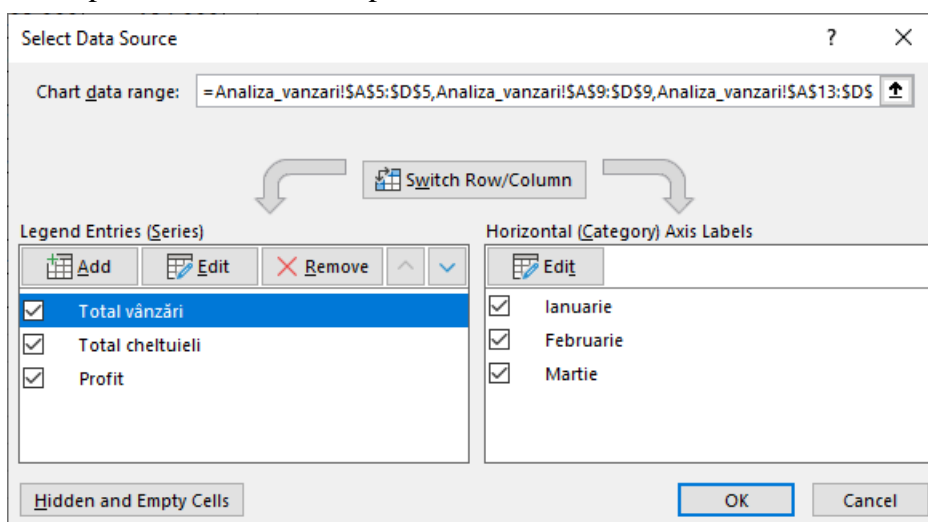 Select Data Source ? ×
Chart data range: =Analiza_vanzari!$A$5:$D$5,Analiza_vanzari!$A$9:$D$9,Analiza_vanzari!$A$13:$D$
Switch Row/Column
Legend Entries (Series)
Add Edit Remove
Total vânzări
Total cheltuieli
Profit
Horizontal (Category) Axis Labels
Edit
Ianuarie
Februarie
Martie
Hidden and Empty Cells
OK Cancel